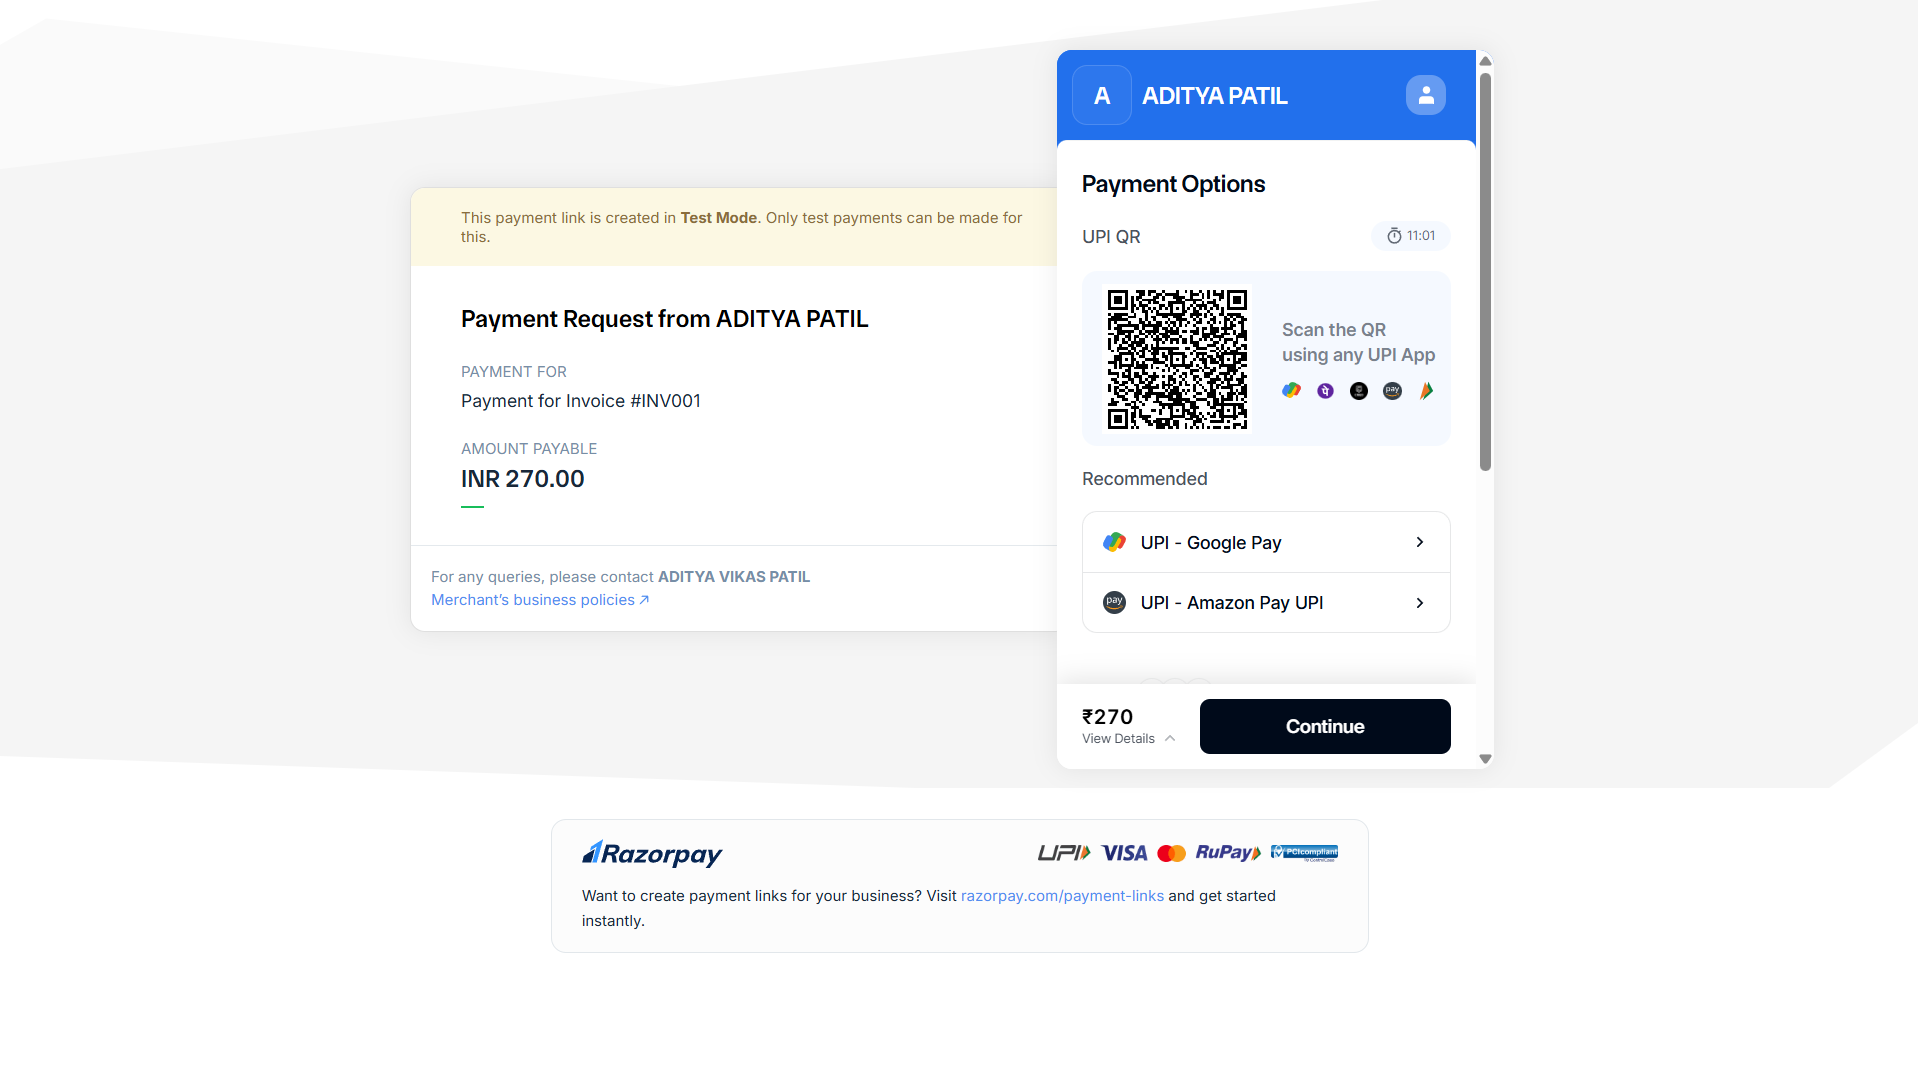 This payment link is created in Test Mode. Only test payments can be made for
this.
Payment Request from ADITYA PATIL
PAYMENT FOR
Payment for Invoice #INV001
AMOUNT PAYABLE
INR 270.00
For any queries, please contact ADITYA VIKAS PATIL
Merchant's business policies
A
ADITYA PATIL
Payment Options
UPI QR
11:01
Scan the QR
using any UPI App
pay
Recommended
UPI - Google Pay
pay
UPI - Amazon Pay UPI
₹270
View Details
Continue
Razorpay
UPI VISA RuPay PCI compliant
Want to create payment links for your business? Visit razorpay.com/payment-links and get started
instantly.